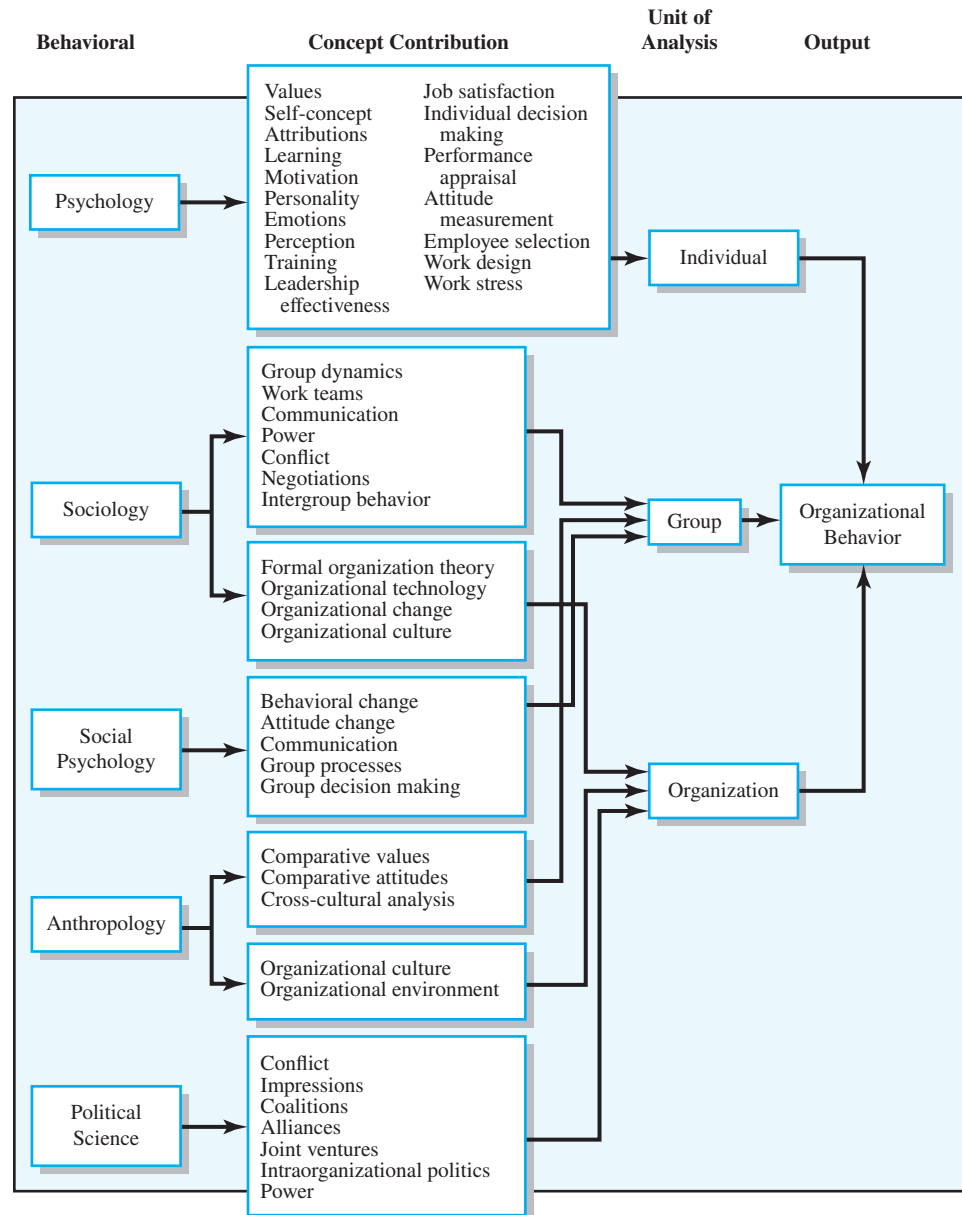 Behavioral
Concept Contribution
Unit of
Analysis
Output
Psychology
Values
Self-concept
Attributions
Learning
Motivation
Personality
Emotions
Perception
Training
Leadership
effectiveness
Job satisfaction
Individual decision
making
Performance
appraisal
Attitude
measurement
Employee selection
Work design
Work stress
Individual
Sociology
Group dynamics
Work teams
Communication
Power
Conflict
Negotiations
Intergroup behavior
Formal organization theory
Organizational technology
Organizational change
Organizational culture
Group
Organizational
Behavior
Social
Psychology
Behavioral change
Attitude change
Communication
Group processes
Group decision making
Organization
Anthropology
Comparative values
Comparative attitudes
Cross-cultural analysis
Organizational culture
Organizational environment
Political
Science
Conflict
Impressions
Coalitions
Alliances
Joint ventures
Intraorganizational politics
Power